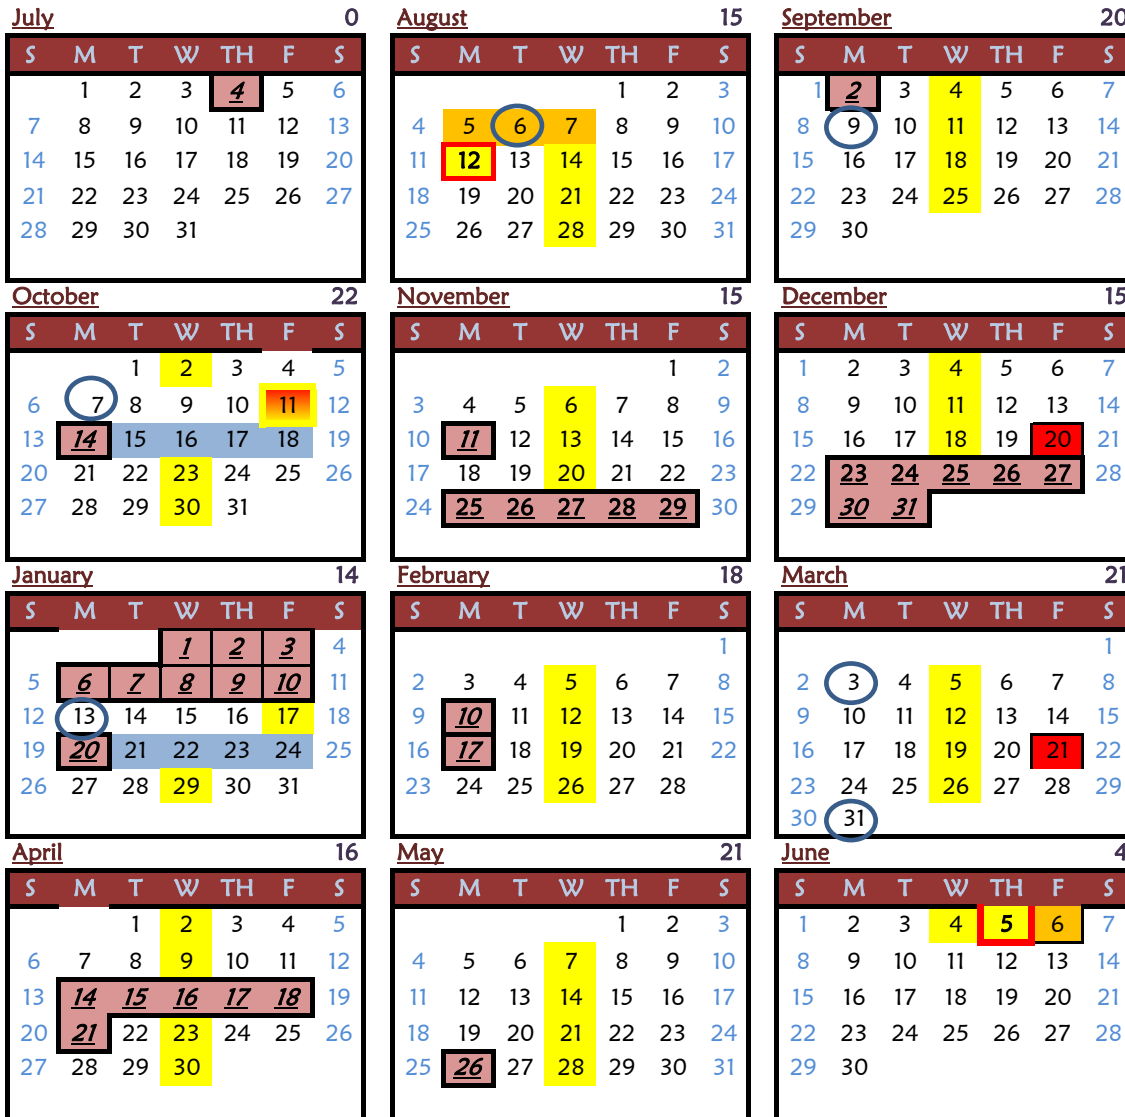 July 0 August 15 September 20
S M T W TH F S S M T W TH F S S M T W TH F S
1 2 3 4 5 6 1 2 3 1 2 3 4 5 6 7
7 8 9 10 11 12 13 4 5 6 7 8 9 10 8 9 10 11 12 13 14
14 15 16 17 18 19 20 11 12 13 14 15 16 17 15 16 17 18 19 20 21
21 22 23 24 25 26 27 18 19 20 21 22 23 24 22 23 24 25 26 27 28
28 29 30 31 25 26 27 28 29 30 31 29 30
October 22 November 15 December 15
S M T W TH F S S M T W TH F S S M T W TH F S
1 2 3 4 5 1 2 1 2 3 4 5 6 7
6 7 8 9 10 11 12 3 4 5 6 7 8 9 8 9 10 11 12 13 14
13 14 15 16 17 18 19 10 11 12 13 14 15 16 15 16 17 18 19 20 21
20 21 22 23 24 25 26 17 18 19 20 21 22 23 22 23 24 25 26 27 28
27 28 29 30 31 24 25 26 27 28 29 30 29 30 31
January 14 February 18 March 21
S M T W TH F S S M T W TH F S S M T W TH F S
1 2 3 4 1 1
5 6 7 8 9 10 11 2 3 4 5 6 7 8 2 3 4 5 6 7 8
12 13 14 15 16 17 18 9 10 11 12 13 14 15 9 10 11 12 13 14 15
19 20 21 22 23 24 25 16 17 18 19 20 21 22 16 17 18 19 20 21 22
26 27 28 29 30 31 23 24 25 26 27 28 23 24 25 26 27 28 29
30 31
April 16 May 21 June 4
S M T W TH F S S M T W TH F S S M T W TH F S
1 2 3 4 5 1 2 3 1 2 3 4 5 6 7
6 7 8 9 10 11 12 4 5 6 7 8 9 10 8 9 10 11 12 13 14
13 14 15 16 17 18 19 11 12 13 14 15 16 17 15 16 17 18 19 20 21
20 21 22 23 24 25 26 18 19 20 21 22 23 24 22 23 24 25 26 27 28
27 28 29 30 25 26 27 28 29 30 31 29 30